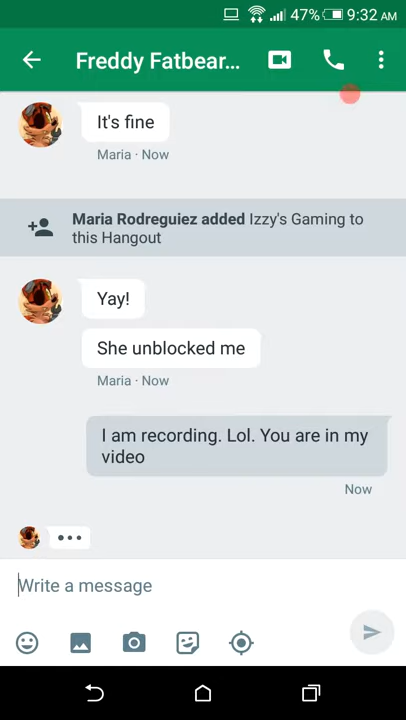 47% 9:32 AM
Freddy Fatbear...
It's fine
Maria · Now
Maria Rodreguiez added Izzy's Gaming to
this Hangout
Yay!
She unblocked me
Maria · Now
I am recording. Lol. You are in my
video
Now
Write a message